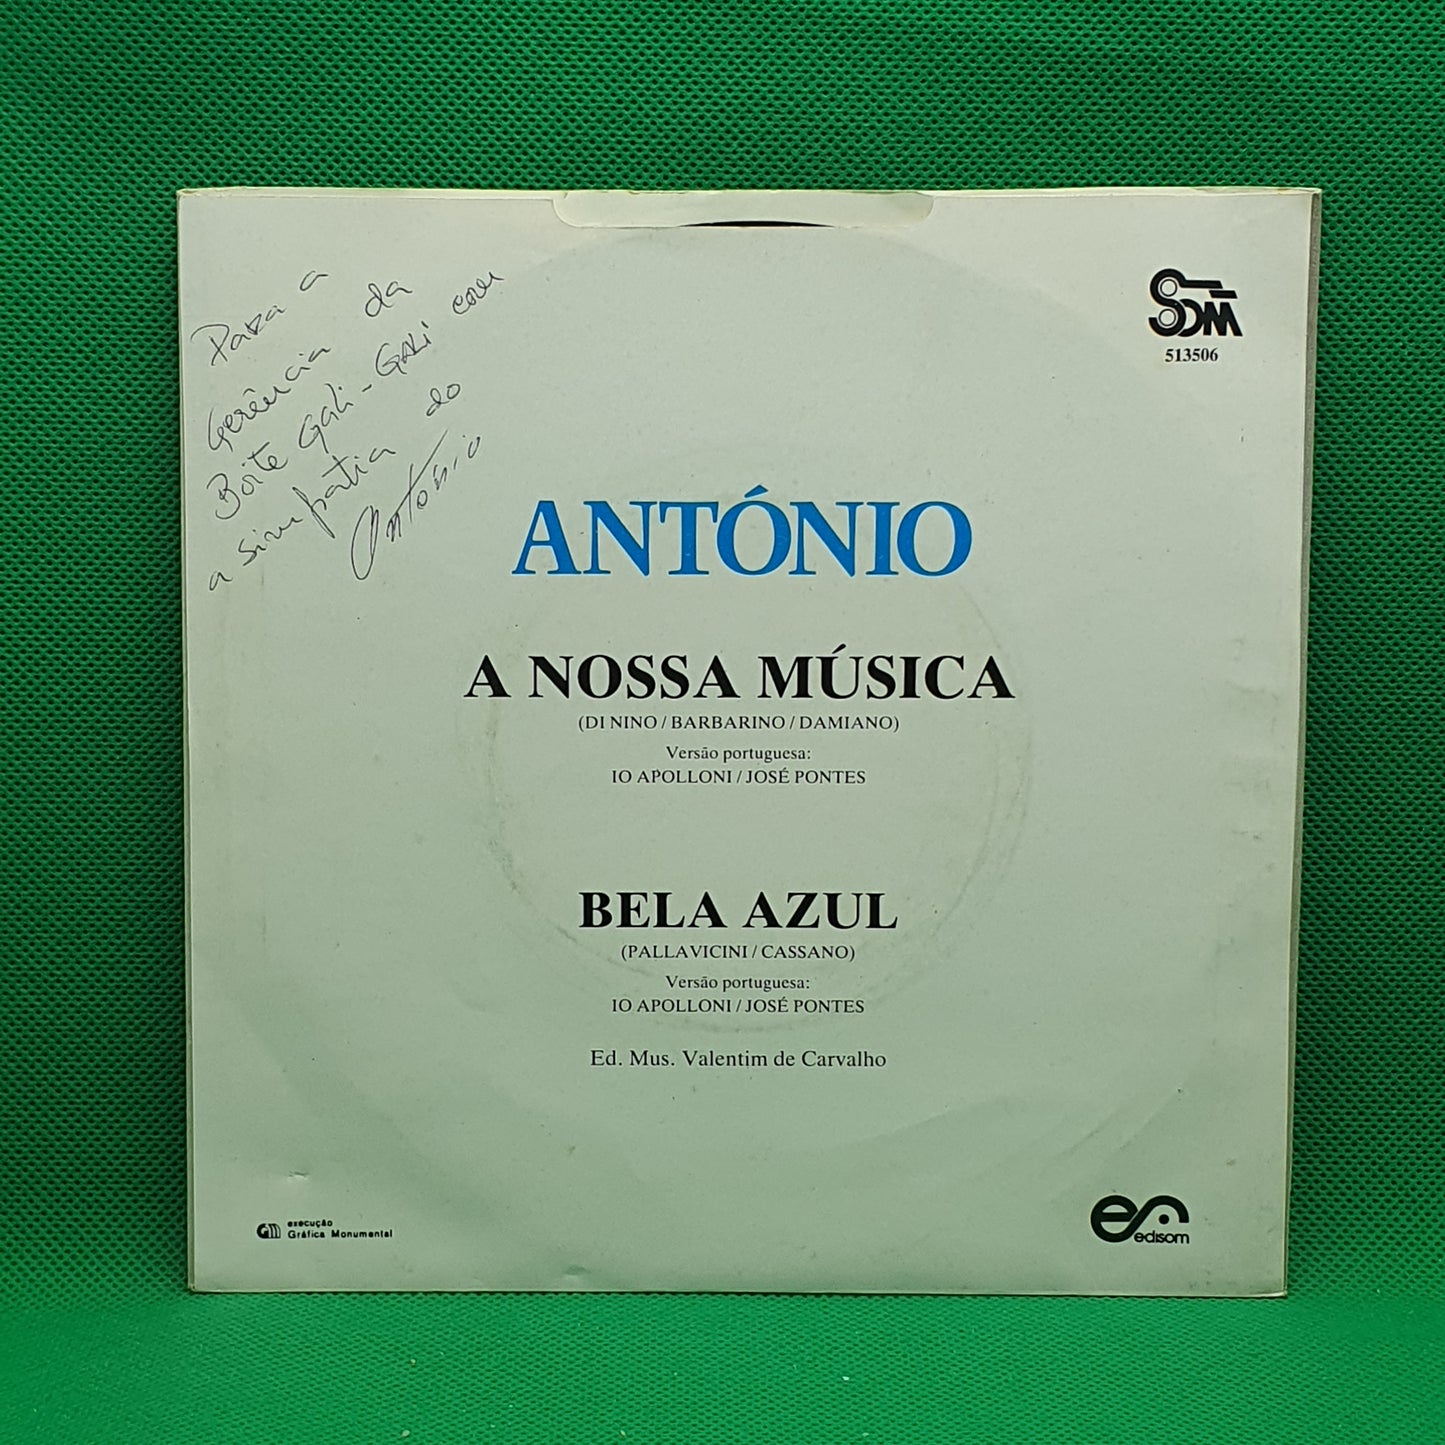 Para a
Gerência da
Boite Gali-Gali com
a simpatia do
António
SDM
513506
ANTÓNIO
A NOSSA MÚSICA
(DI NINO / BARBARINO / DAMIANO)
Versão portuguesa:
IO APOLLONI / JOSÉ PONTES
BELA AZUL
(PALLAVICINI / CASSANO)
Versão portuguesa:
IO APOLLONI / JOSÉ PONTES
Ed. Mus. Valentim de Carvalho
GM execução
Gráfica Monumental
edisom